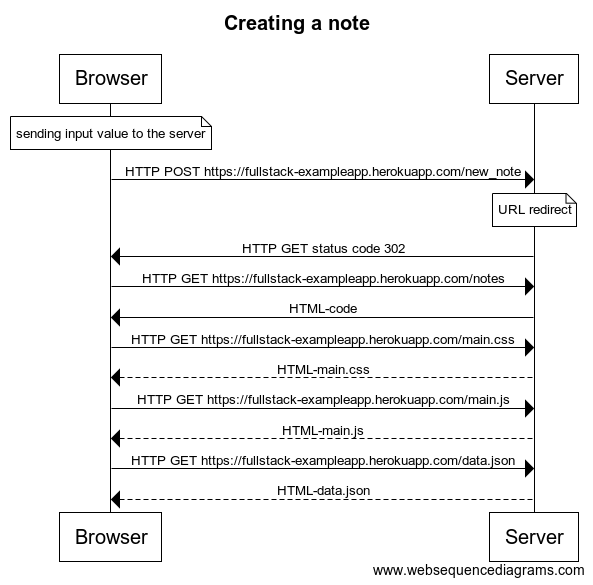 Creating a note
Browser
Server
sending input value to the server
HTTP POST https://fullstack-exampleapp.herokuapp.com/new_note
URL redirect
HTTP GET status code 302
HTTP GET https://fullstack-exampleapp.herokuapp.com/notes
HTML-code
HTTP GET https://fullstack-exampleapp.herokuapp.com/main.css
HTML-main.css
HTTP GET https://fullstack-exampleapp.herokuapp.com/main.js
HTML-main.js
HTTP GET https://fullstack-exampleapp.herokuapp.com/data.json
HTML-data.json
Browser
Server
www.websequencediagrams.com